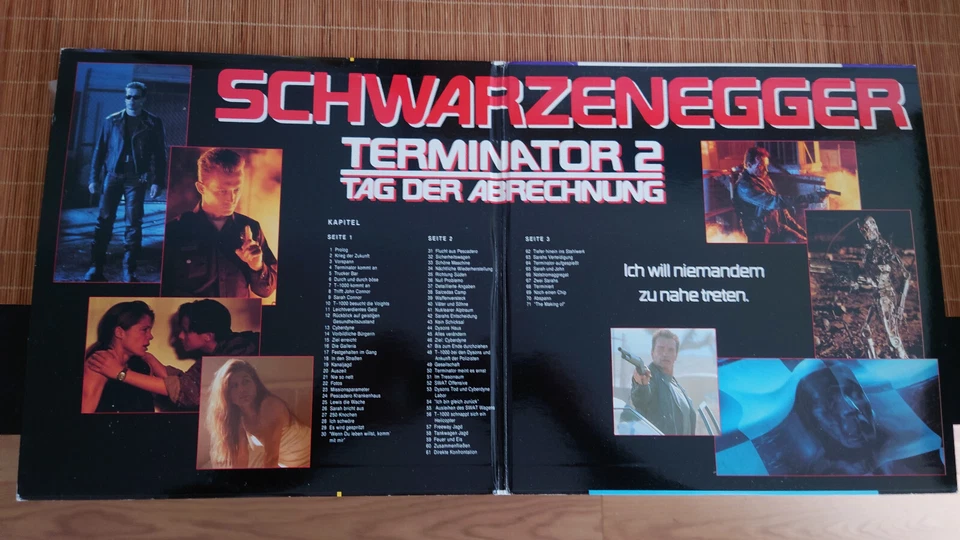 SCHWARZENEGGER
TERMINATOR 2
TAG DER ABRECHNUNG
KAPITEL
SEITE 1
1 Prolog
2 Krieg der Zukunft
3 Vorspann
4 Terminator kommt an
5 Trucker Bar
6 Durch und durch böse
7 T-1000 kommt an
8 Trifft John Connor
9 Sarah Connor
10 T-1000 besucht die Voights
11 Leichtverdientes Geld
12 Rückblick auf geistigen
Gesundheitszustand
13 Cyberdyne
14 Vorbildliche Bürgerin
15 Ziel erreicht
16 Die Galleria
17 Festgehalten im Gang
18 In den Straßen
19 Kanaljagd
20 Auszeit
21 Nie so nett
22 Fotos
23 Missionsparameter
24 Pescadero Krankenhaus
25 Lewis die Wache
26 Sarah bricht aus
27 250 Knochen
28 Ich schwöre
29 Es wird gespratzt
30 "Wenn Du leben willst, komm'
mit mir"
SEITE 2
31 Flucht aus Pescadero
32 Sicherheitswagen
33 Schöne Maschine
34 Nächtliche Wiederherstellung
35 Richtung Süden
36 Null Problemo
37 Detaillierte Angaben
38 Salcedas Camp
39 Waffenversteck
40 Väter und Söhne
41 Nuklearer Alptraum
42 Sarahs Entscheidung
43 Kein Schicksal
44 Dysons Haus
45 Alles verändern
46 Ziel: Cyberdyne
47 Bis zum Ende durchziehen
48 T-1000 bei den Dysons und
Ankunft der Polizisten
49 Gesellschaft
50 Terminator meint es ernst
51 Im Tresorraum
52 SWAT Offensive
53 Dysons Tod und Cyberdyne
Labor
54 "Ich bin gleich zurück"
55 Ausleihen des SWAT Wagens
56 T-1000 schnappt sich ein
Helicopter
57 Freeway Jagd
58 Tankwagen Jagd
59 Feuer und Eis
60 Zusammenfließen
61 Direkte Konfrontation
SEITE 3
62 Tiefer hinein ins Stahlwerk
63 Sarahs Verteidigung
64 Terminator aufgespießt
65 Sarah und John
66 Notstromaggregat
67 Zwei Sarahs
68 Terminiert
69 Noch einen Chip
70 Abspann
71 "The Making of"
Ich will niemandem
zu nahe treten.